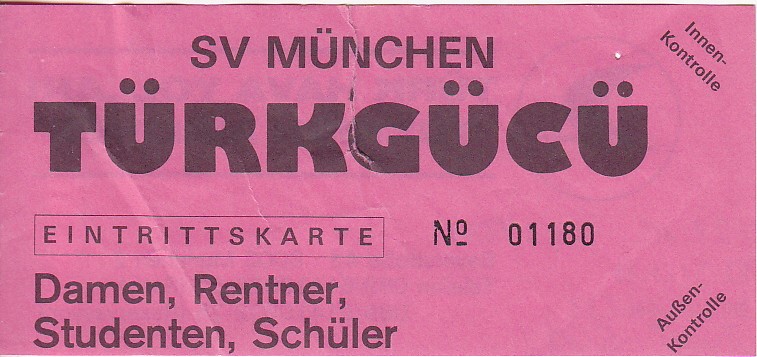 SV MÜNCHEN
Innen-
Kontrolle
TÜRKGÜCÜ
EINTRITTSKARTE
Nº 01180
Damen, Rentner,
Studenten, Schüler
Außen-
Kontrolle